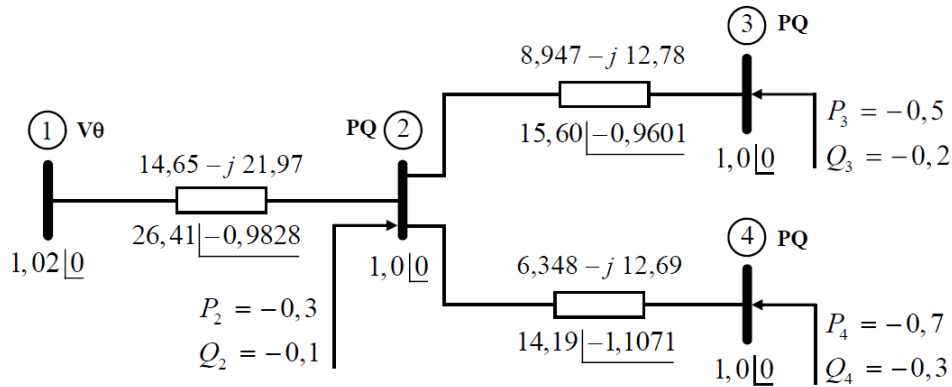 3 PQ
8,947 – j 12,78
15,60 |–0,9601
1,0|0
P₃ = –0,5
Q₃ = –0,2
1 Vθ
14,65 – j 21,97
26,41 |–0,9828
1,02|0
PQ 2
1,0|0
P₂ = –0,3
Q₂ = –0,1
4 PQ
6,348 – j 12,69
14,19 |–1,1071
1,0|0
P₄ = –0,7
Q₄ = –0,3